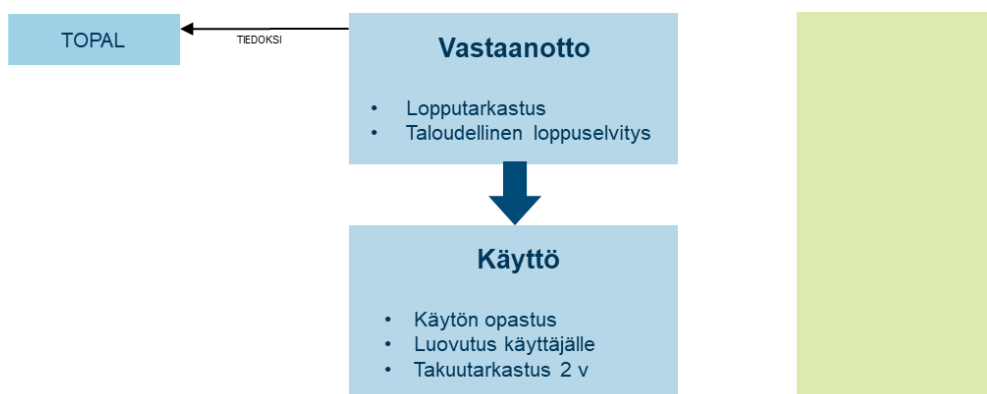 TOPAL
TIEDOKSI
Vastaanotto
• Lopputarkastus
• Taloudellinen loppuselvitys
Käyttö
• Käytön opastus
• Luovutus käyttäjälle
• Takuutarkastus 2 v